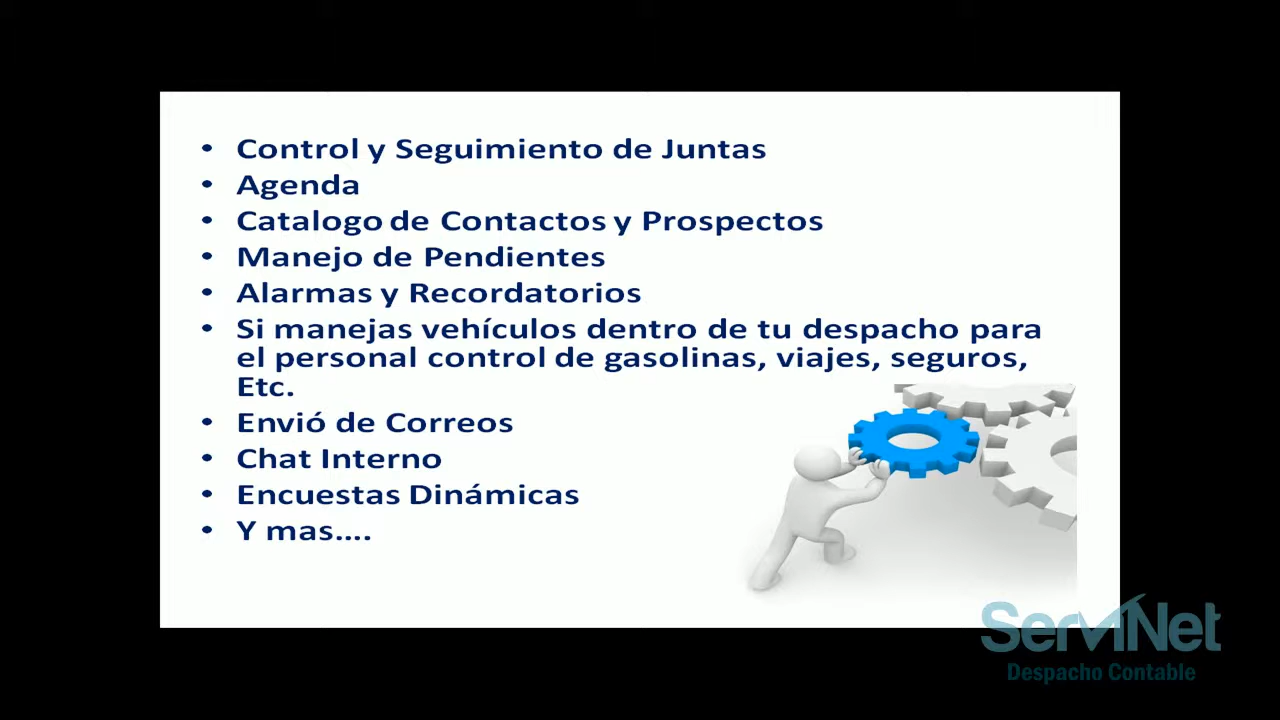 • Control y Seguimiento de Juntas
• Agenda
• Catalogo de Contactos y Prospectos
• Manejo de Pendientes
• Alarmas y Recordatorios
• Si manejas vehículos dentro de tu despacho para
el personal control de gasolinas, viajes, seguros,
Etc.
• Envió de Correos
• Chat Interno
• Encuestas Dinámicas
• Y mas....
ServiNet
Despacho Contable